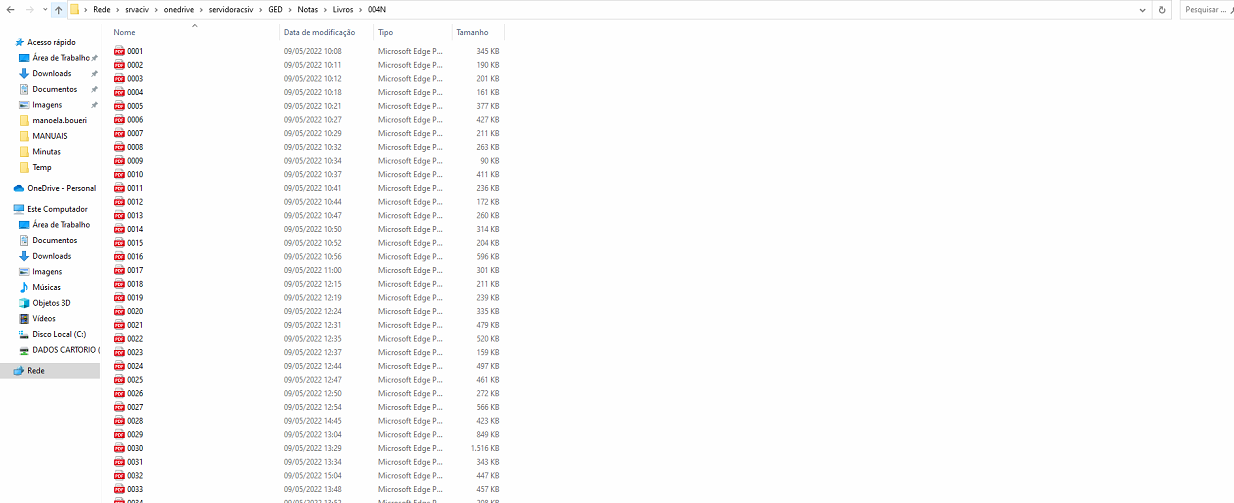 Rede > srvaciv > onedrive > servidoracsiv > GED > Notas > Livros > 004N
Pesquisar ...
Nome Data de modificação Tipo Tamanho
Acesso rápido
Área de Trabalho
Downloads
Documentos
Imagens
manoela.boueri
MANUAIS
Minutas
Temp
OneDrive - Personal
Este Computador
Área de Trabalho
Documentos
Downloads
Imagens
Músicas
Objetos 3D
Vídeos
Disco Local (C:)
DADOS CARTORIO (
Rede
0001 09/05/2022 10:08 Microsoft Edge P... 345 KB
0002 09/05/2022 10:11 Microsoft Edge P... 190 KB
0003 09/05/2022 10:12 Microsoft Edge P... 201 KB
0004 09/05/2022 10:18 Microsoft Edge P... 161 KB
0005 09/05/2022 10:21 Microsoft Edge P... 377 KB
0006 09/05/2022 10:27 Microsoft Edge P... 427 KB
0007 09/05/2022 10:29 Microsoft Edge P... 211 KB
0008 09/05/2022 10:32 Microsoft Edge P... 263 KB
0009 09/05/2022 10:34 Microsoft Edge P... 90 KB
0010 09/05/2022 10:37 Microsoft Edge P... 411 KB
0011 09/05/2022 10:41 Microsoft Edge P... 236 KB
0012 09/05/2022 10:44 Microsoft Edge P... 172 KB
0013 09/05/2022 10:47 Microsoft Edge P... 260 KB
0014 09/05/2022 10:50 Microsoft Edge P... 314 KB
0015 09/05/2022 10:52 Microsoft Edge P... 204 KB
0016 09/05/2022 10:56 Microsoft Edge P... 596 KB
0017 09/05/2022 11:00 Microsoft Edge P... 301 KB
0018 09/05/2022 12:15 Microsoft Edge P... 211 KB
0019 09/05/2022 12:19 Microsoft Edge P... 239 KB
0020 09/05/2022 12:24 Microsoft Edge P... 335 KB
0021 09/05/2022 12:31 Microsoft Edge P... 479 KB
0022 09/05/2022 12:35 Microsoft Edge P... 520 KB
0023 09/05/2022 12:37 Microsoft Edge P... 159 KB
0024 09/05/2022 12:44 Microsoft Edge P... 497 KB
0025 09/05/2022 12:47 Microsoft Edge P... 461 KB
0026 09/05/2022 12:50 Microsoft Edge P... 272 KB
0027 09/05/2022 12:54 Microsoft Edge P... 566 KB
0028 09/05/2022 14:45 Microsoft Edge P... 423 KB
0029 09/05/2022 13:04 Microsoft Edge P... 849 KB
0030 09/05/2022 13:29 Microsoft Edge P... 1.516 KB
0031 09/05/2022 13:34 Microsoft Edge P... 343 KB
0032 09/05/2022 15:04 Microsoft Edge P... 447 KB
0033 09/05/2022 13:48 Microsoft Edge P... 457 KB